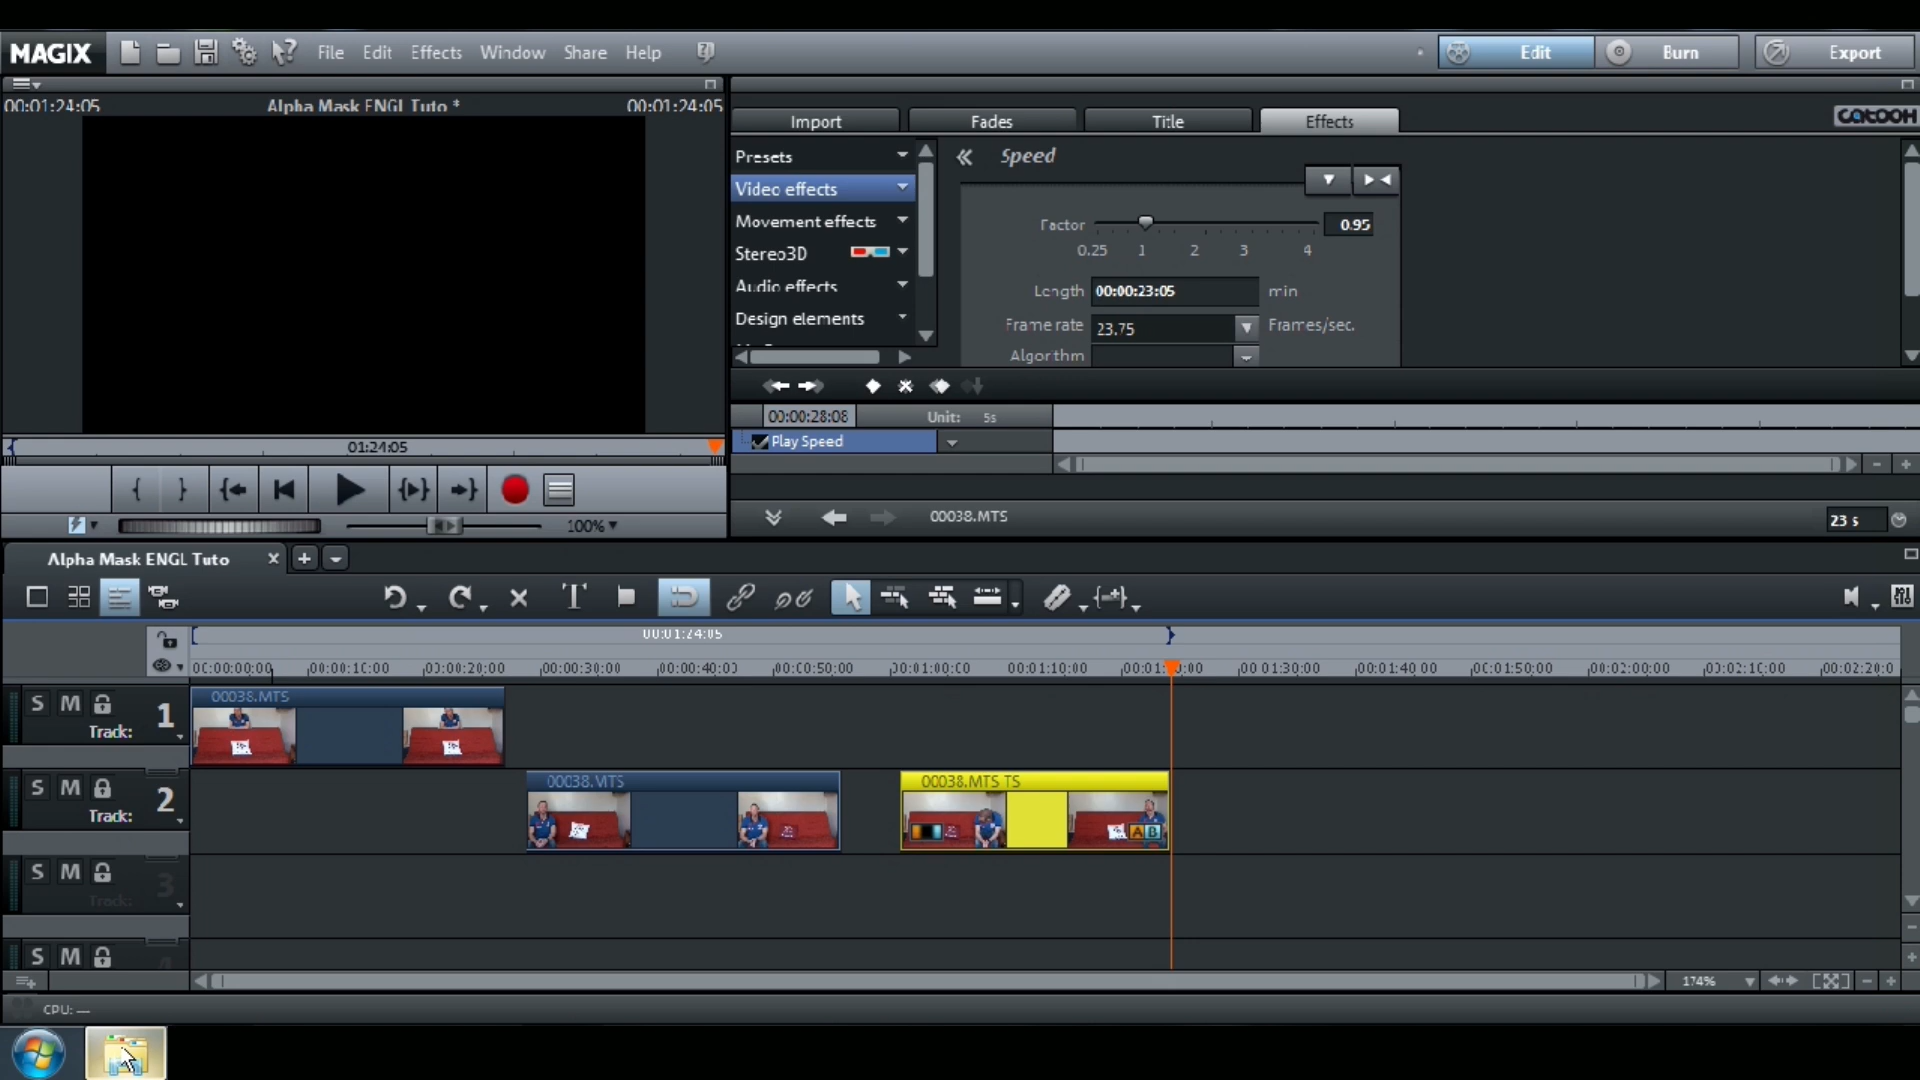 MAGIX File Edit Effects Window Share Help Edit Burn Export
00:01:24:05 Alpha Mask ENGL Tuto * 00:01:24:05
Import Fades Title Effects CATOOH
Presets
Video effects
Movement effects
Stereo3D
Audio effects
Design elements
Speed
Factor 0.95
0.25 1 2 3 4
Length 00:00:23:05 min
Frame rate 23.75 Frames/sec.
Algorithm
00:00:28:08 Unit: 5s
Play Speed
01:24:05
100%
00038.MTS 23 s
Alpha Mask ENGL Tuto
00:01:24:05
00:00:00:00 00:00:10:00 00:00:20:00 00:00:30:00 00:00:40:00 00:00:50:00 00:01:00:00 00:01:10:00 00:01:30:00 00:01:40:00 00:01:50:00 00:02:00:00 00:02:10:00 00:02:20:0
S M Track: 1
00038.MTS
S M Track: 2
00038.MTS
00038.MTS TS
A B
S M Track: 3
S M 4
174%
CPU: —